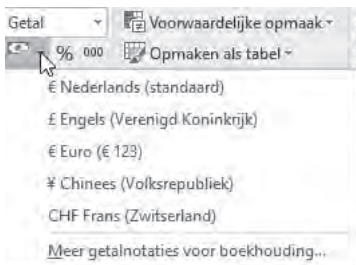 Getal Voorwaardelijke opmaak
% 000 Opmaken als tabel
€ Nederlands (standaard)
£ Engels (Verenigd Koninkrijk)
€ Euro (€ 123)
¥ Chinees (Volksrepubliek)
CHF Frans (Zwitserland)
Meer getalnotaties voor boekhouding...